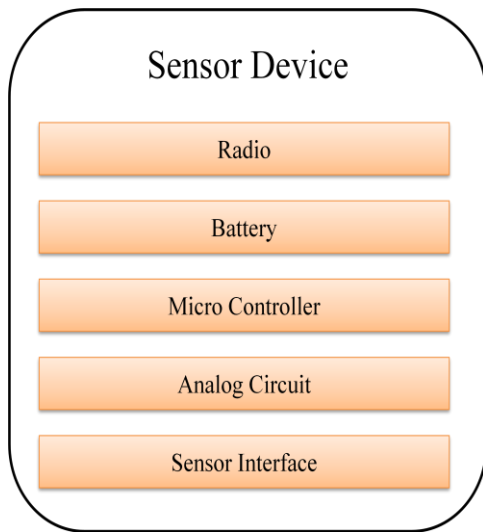 Sensor Device
Radio
Battery
Micro Controller
Analog Circuit
Sensor Interface